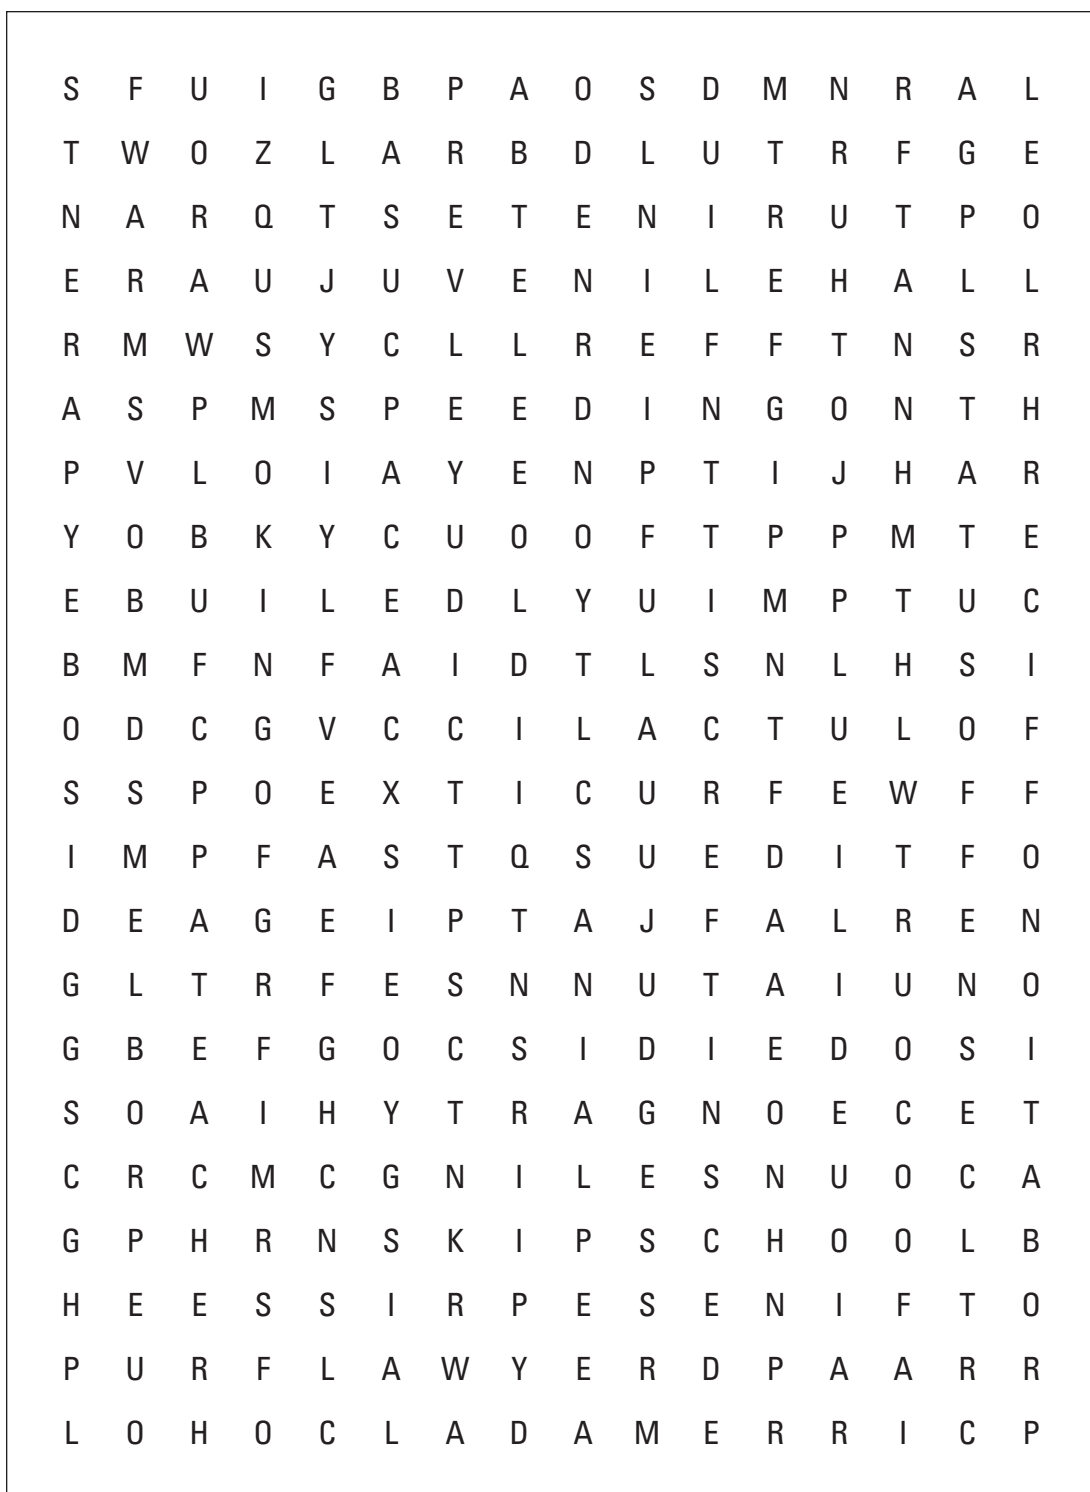 S F U I G B P A O S D M N R A L
T W O Z L A R B D L U T R F G E
N A R Q T S E T E N I R U T P O
E R A U J U V E N I L E H A L L
R M W S Y C L L R E F F T N S R
A S P M S P E E D I N G O N T H
P V L O I A Y E N P T I J H A R
Y O B K Y C U O O F T P P M T E
E B U I L E D L Y U I M P T U C
B M F N F A I D T L S N L H S I
O D C G V C C I L A C T U L O F
S S P O E X T I C U R F E W F F
I M P F A S T Q S U E D I T F O
D E A G E I P T A J F A L R E N
G L T R F E S N N U T A I U N O
G B E F G O C S I D I E D O S I
S O A I H Y T R A G N O E C E T
C R C M C G N I L E S N U O C A
G P H R N S K I P S C H O O L B
H E E S S I R P E S E N I F T O
P U R F L A W Y E R D P A A R R
L O H O C L A D A M E R R I C P